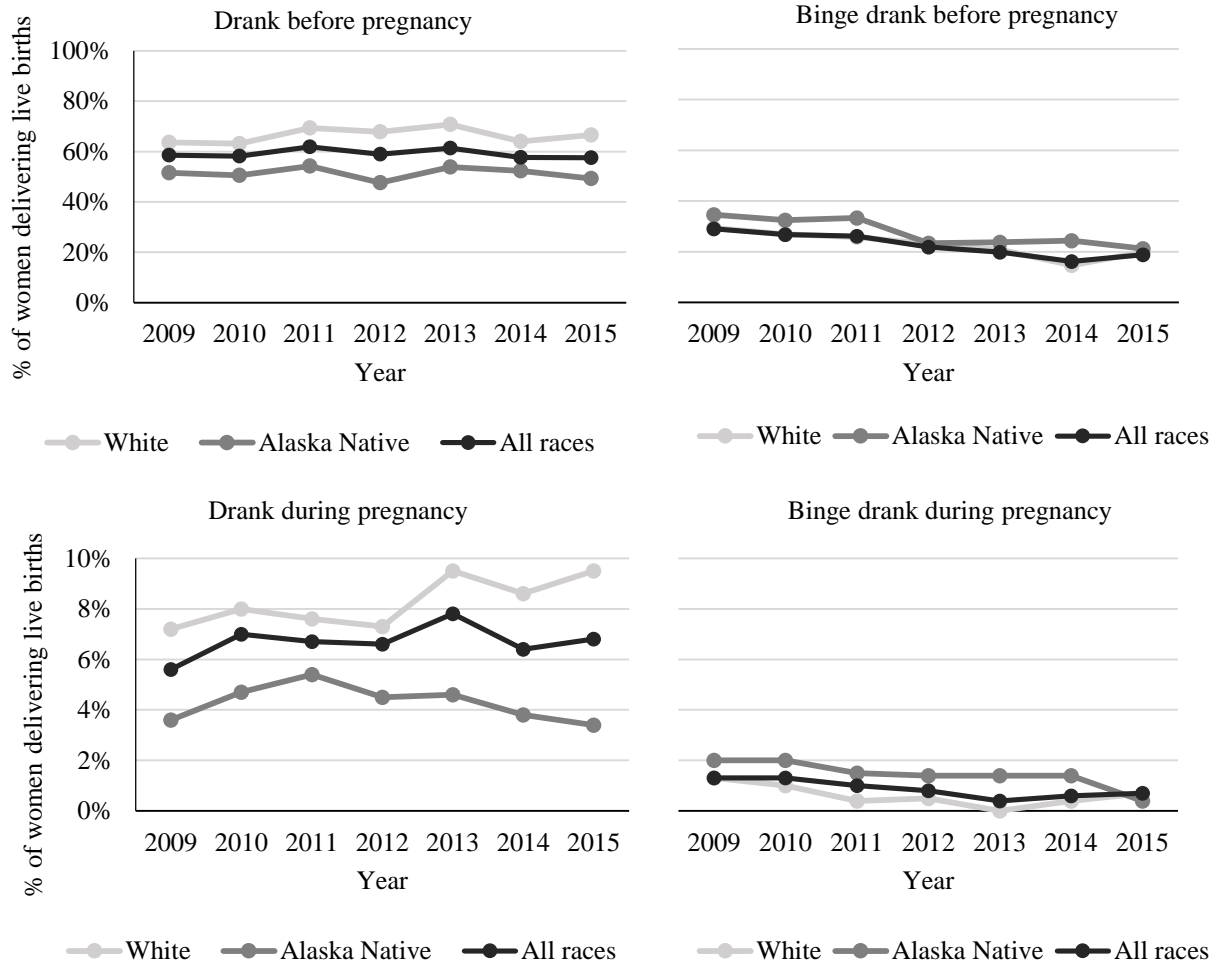 Drank before pregnancy
% of women delivering live births
100%
80%
60%
40%
20%
0%
2009 2010 2011 2012 2013 2014 2015
Year
White Alaska Native All races
Binge drank before pregnancy
2009 2010 2011 2012 2013 2014 2015
Year
White Alaska Native All races
Drank during pregnancy
% of women delivering live births
10%
8%
6%
4%
2%
0%
2009 2010 2011 2012 2013 2014 2015
Year
White Alaska Native All races
Binge drank during pregnancy
2009 2010 2011 2012 2013 2014 2015
Year
White Alaska Native All races